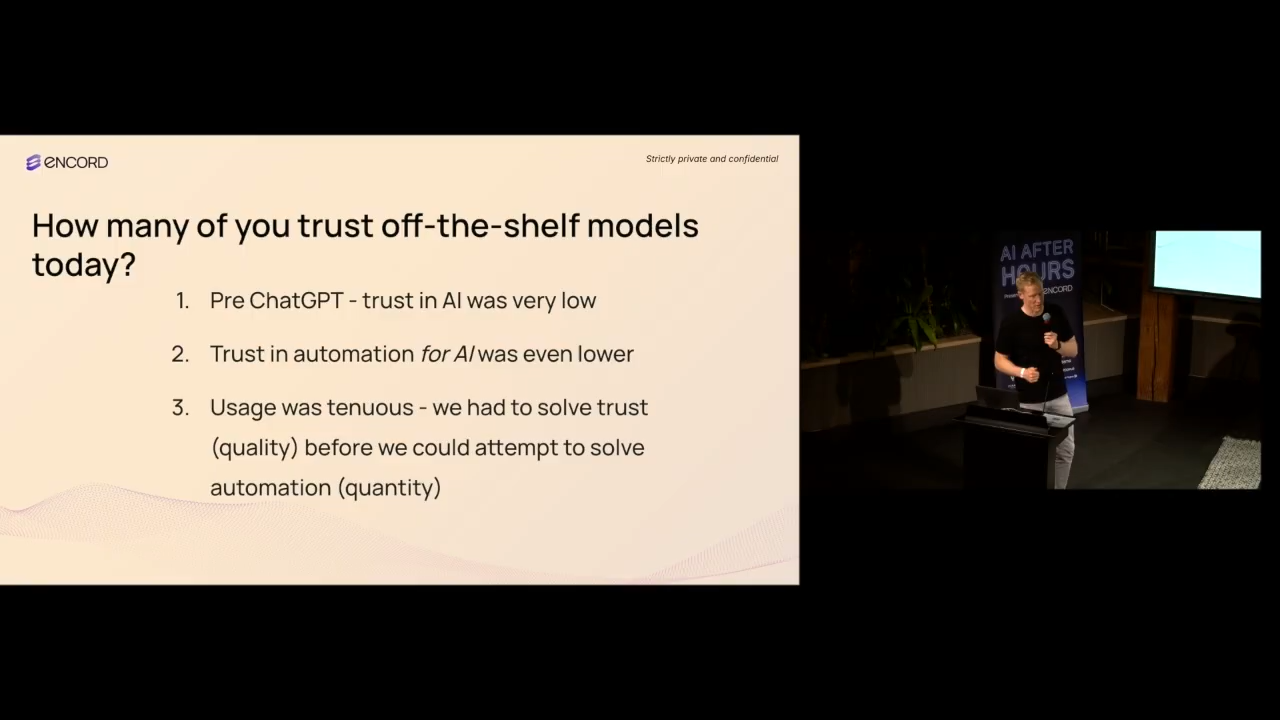 ENCORD
Strictly private and confidential
How many of you trust off-the-shelf models
today?
1. Pre ChatGPT - trust in AI was very low
2. Trust in automation for AI was even lower
3. Usage was tenuous - we had to solve trust
(quality) before we could attempt to solve
automation (quantity)
AI AFTER
HOURS
ENCORD